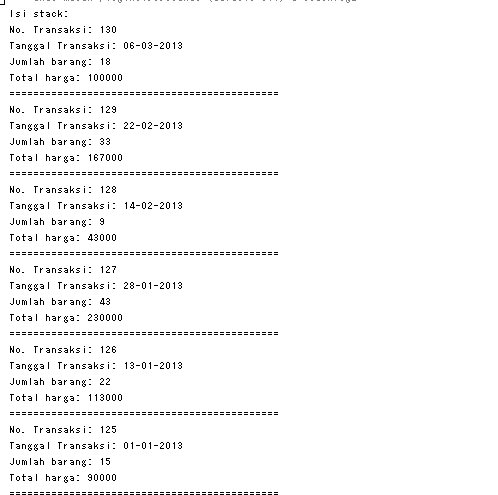 Isi stack:
No. Transaksi: 130
Tanggal Transaksi: 06-03-2013
Jumlah barang: 18
Total harga: 100000
=============================================
No. Transaksi: 129
Tanggal Transaksi: 22-02-2013
Jumlah barang: 33
Total harga: 167000
=============================================
No. Transaksi: 128
Tanggal Transaksi: 14-02-2013
Jumlah barang: 9
Total harga: 43000
=============================================
No. Transaksi: 127
Tanggal Transaksi: 28-01-2013
Jumlah barang: 43
Total harga: 230000
=============================================
No. Transaksi: 126
Tanggal Transaksi: 13-01-2013
Jumlah barang: 22
Total harga: 113000
=============================================
No. Transaksi: 125
Tanggal Transaksi: 01-01-2013
Jumlah barang: 15
Total harga: 90000
=============================================